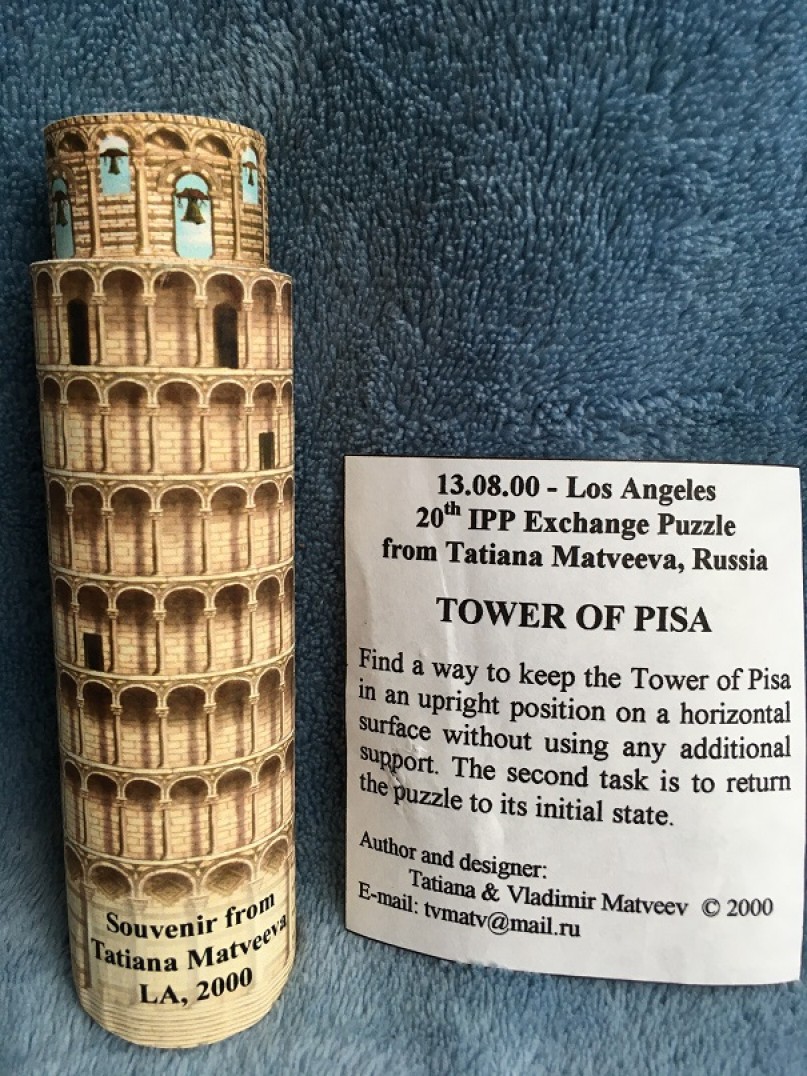 Souvenir from
Tatiana Matveeva
LA, 2000
13.08.00 - Los Angeles
20th IPP Exchange Puzzle
from Tatiana Matveeva, Russia
TOWER OF PISA
Find a way to keep the Tower of Pisa
in an upright position on a horizontal
surface without using any additional
support. The second task is to return
the puzzle to its initial state.
Author and designer:
Tatiana & Vladimir Matveev © 2000
E-mail: tvmatv@mail.ru